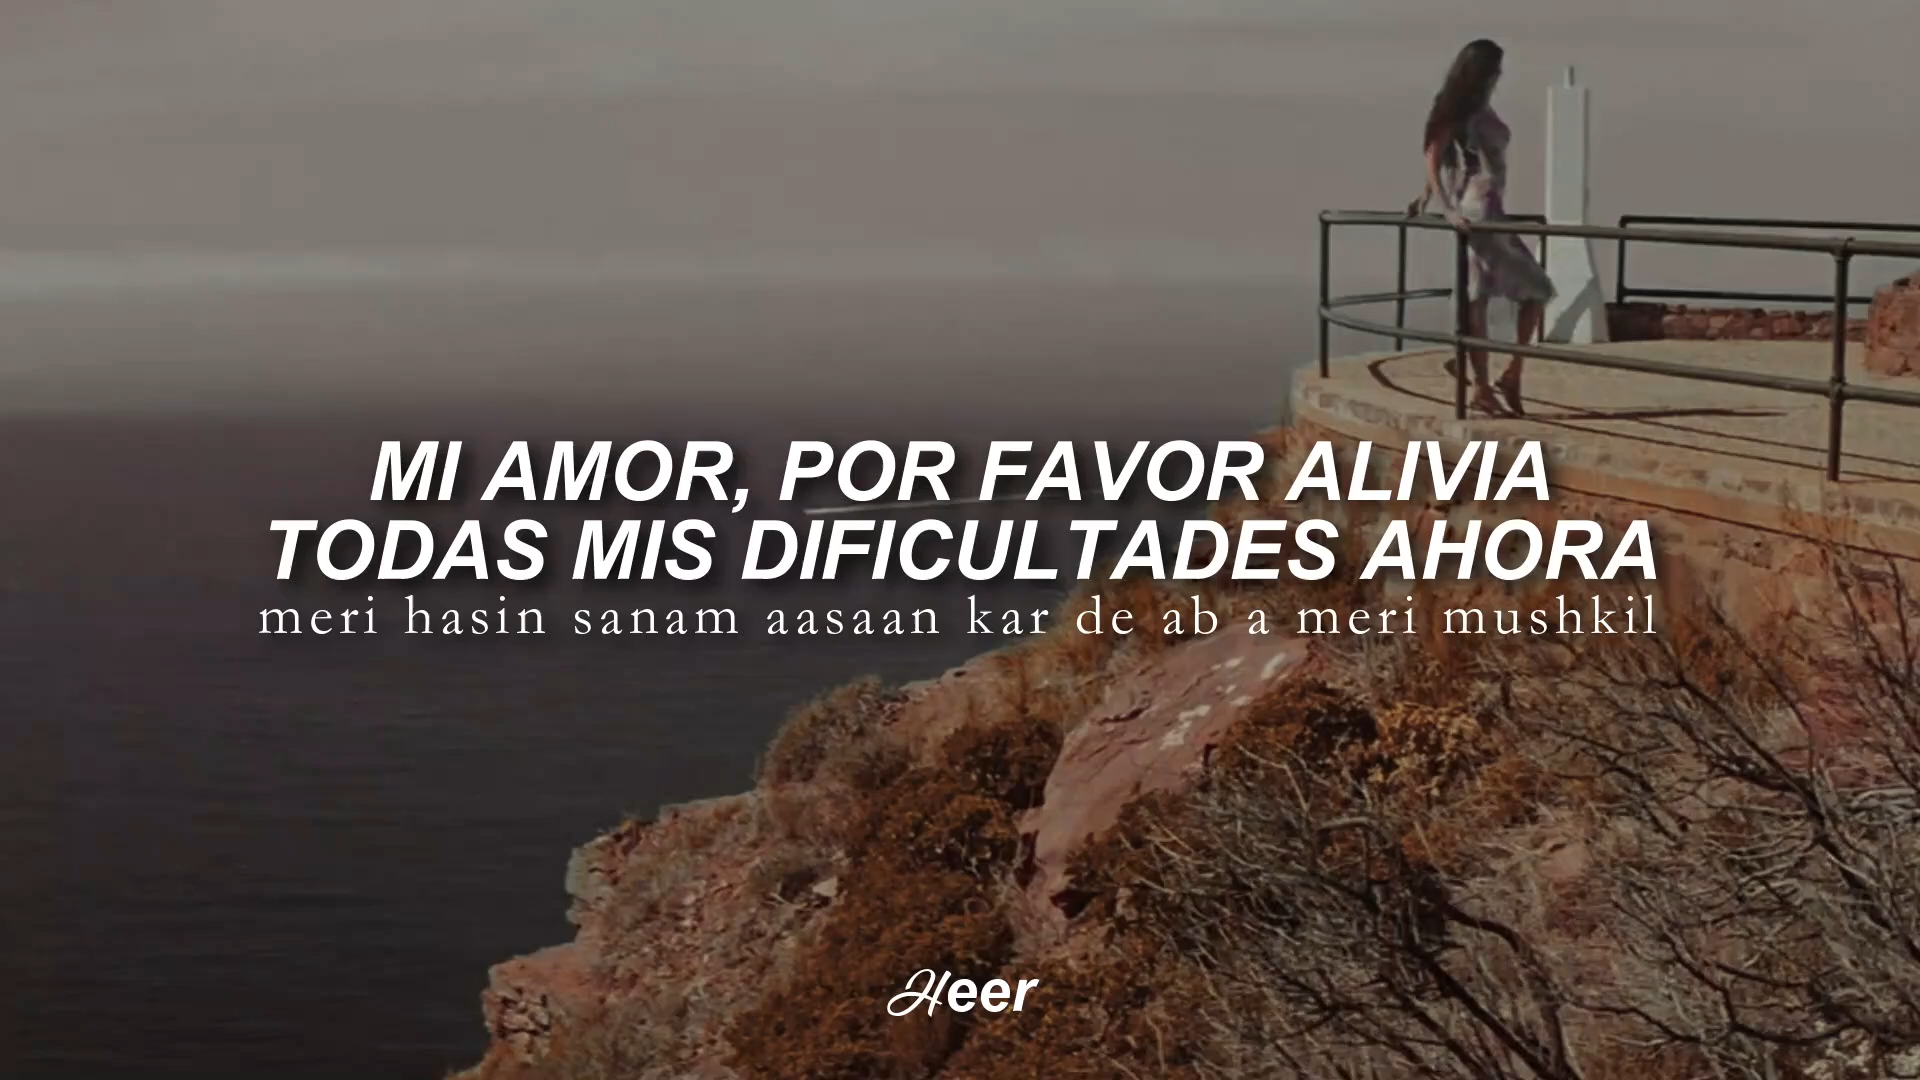 MI AMOR, POR FAVOR ALIVIA
TODAS MIS DIFICULTADES AHORA
meri hasin sanam aasaan kar de ab a meri mushkil
Heer